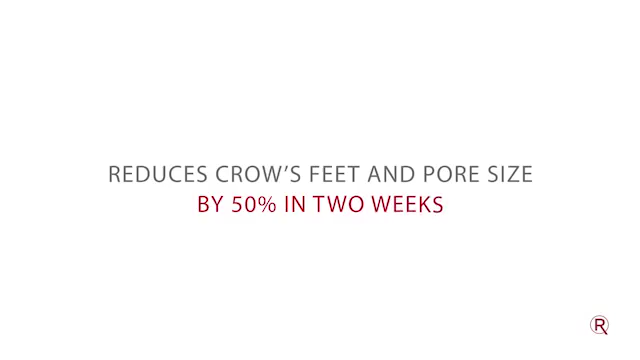 REDUCES CROW'S FEET AND PORE SIZE
BY 50% IN TWO WEEKS
R